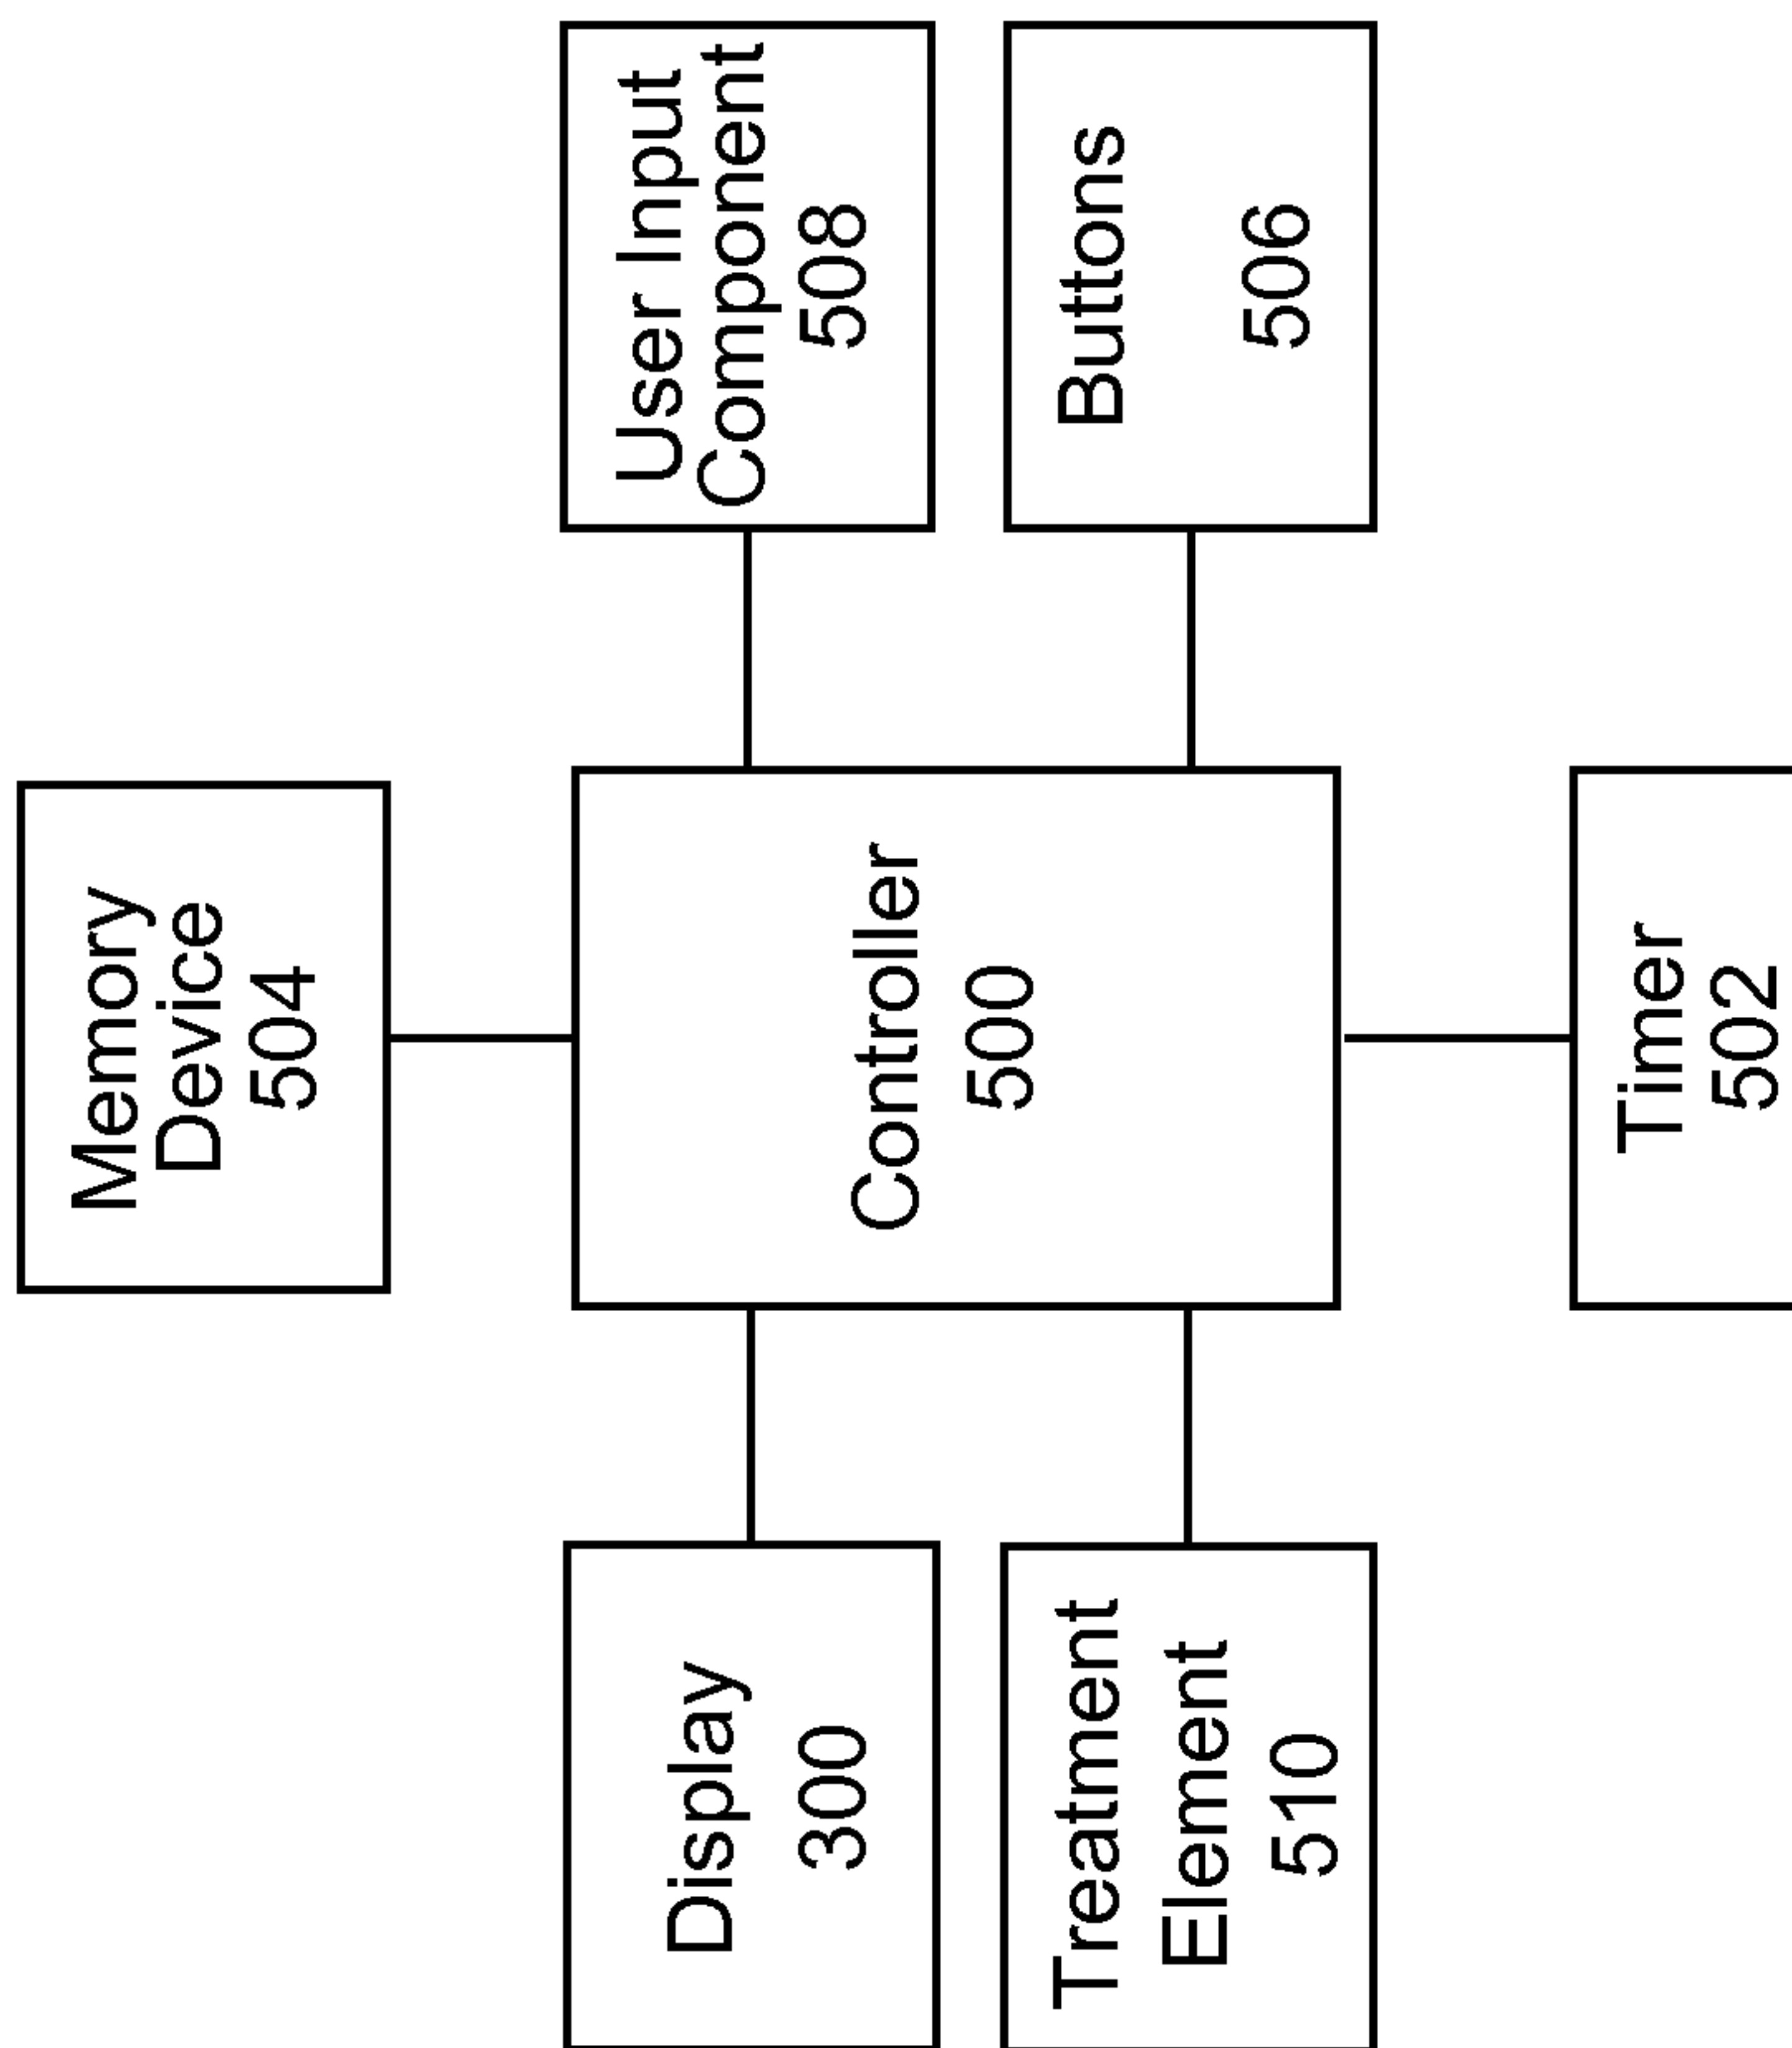 Memory
Device
504
Display
300
Controller
500
User Input
Component
508
Treatment
Element
510
Buttons
506
Timer
502